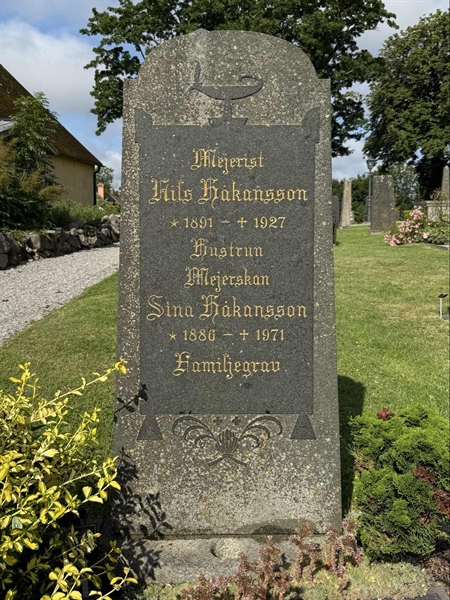 Mejerist
Nils Håkansson
* 1891 - + 1927
Hustrun
Mejerskan
Sina Håkansson
* 1886 - + 1971
Familjegrav